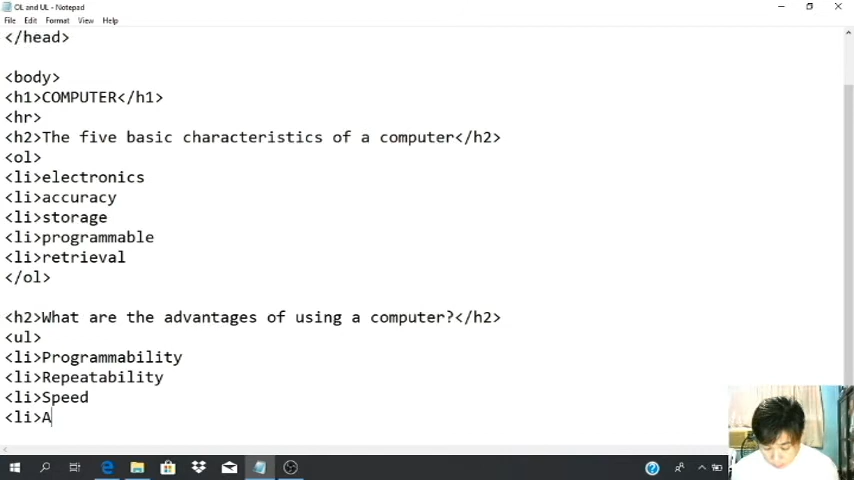 OL and UL - Notepad
File Edit Format View Help
</head>
<body>
<h1>COMPUTER</h1>
<hr>
<h2>The five basic characteristics of a computer</h2>
<ol>
<li>electronics
<li>accuracy
<li>storage
<li>programmable
<li>retrieval
</ol>
<h2>What are the advantages of using a computer?</h2>
<ul>
<li>Programmability
<li>Repeatability
<li>Speed
<li>A